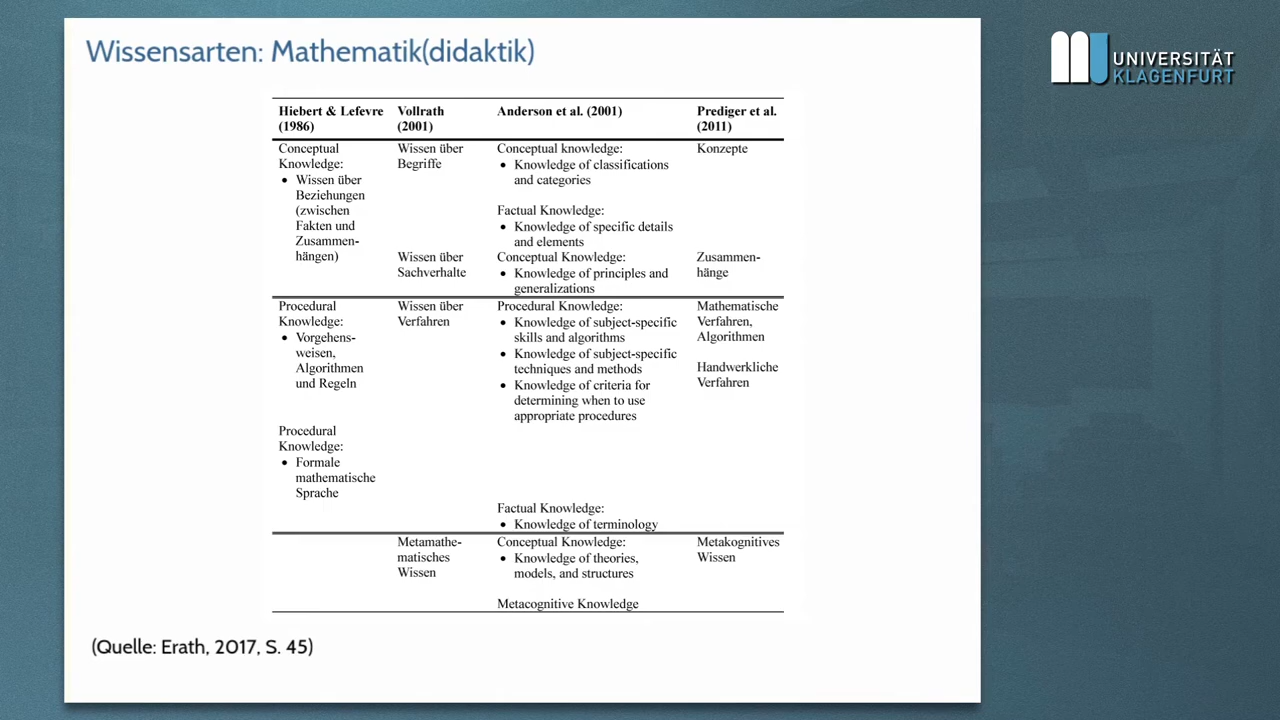 Wissensarten: Mathematik(didaktik)
UNIVERSITÄT
KLAGENFURT
Hiebert & Lefevre
(1986)
Vollrath
(2001)
Anderson et al. (2001)
Prediger et al.
(2011)
Conceptual
Knowledge:
• Wissen über
Beziehungen
(zwischen
Fakten und
Zusammen-
hängen)
Wissen über
Begriffe
Conceptual knowledge:
• Knowledge of classifications
and categories
Factual Knowledge:
• Knowledge of specific details
and elements
Konzepte
Wissen über
Sachverhalte
Conceptual Knowledge:
• Knowledge of principles and
generalizations
Zusammen-
hänge
Procedural
Knowledge:
• Vorgehens-
weisen,
Algorithmen
und Regeln
Wissen über
Verfahren
Procedural Knowledge:
• Knowledge of subject-specific
skills and algorithms
• Knowledge of subject-specific
techniques and methods
• Knowledge of criteria for
determining when to use
appropriate procedures
Mathematische
Verfahren,
Algorithmen
Handwerkliche
Verfahren
Procedural
Knowledge:
• Formale
mathematische
Sprache
Factual Knowledge:
• Knowledge of terminology
Metamathe-
matisches
Wissen
Conceptual Knowledge:
• Knowledge of theories,
models, and structures
Metacognitive Knowledge
Metakognitives
Wissen
(Quelle: Erath, 2017, S. 45)